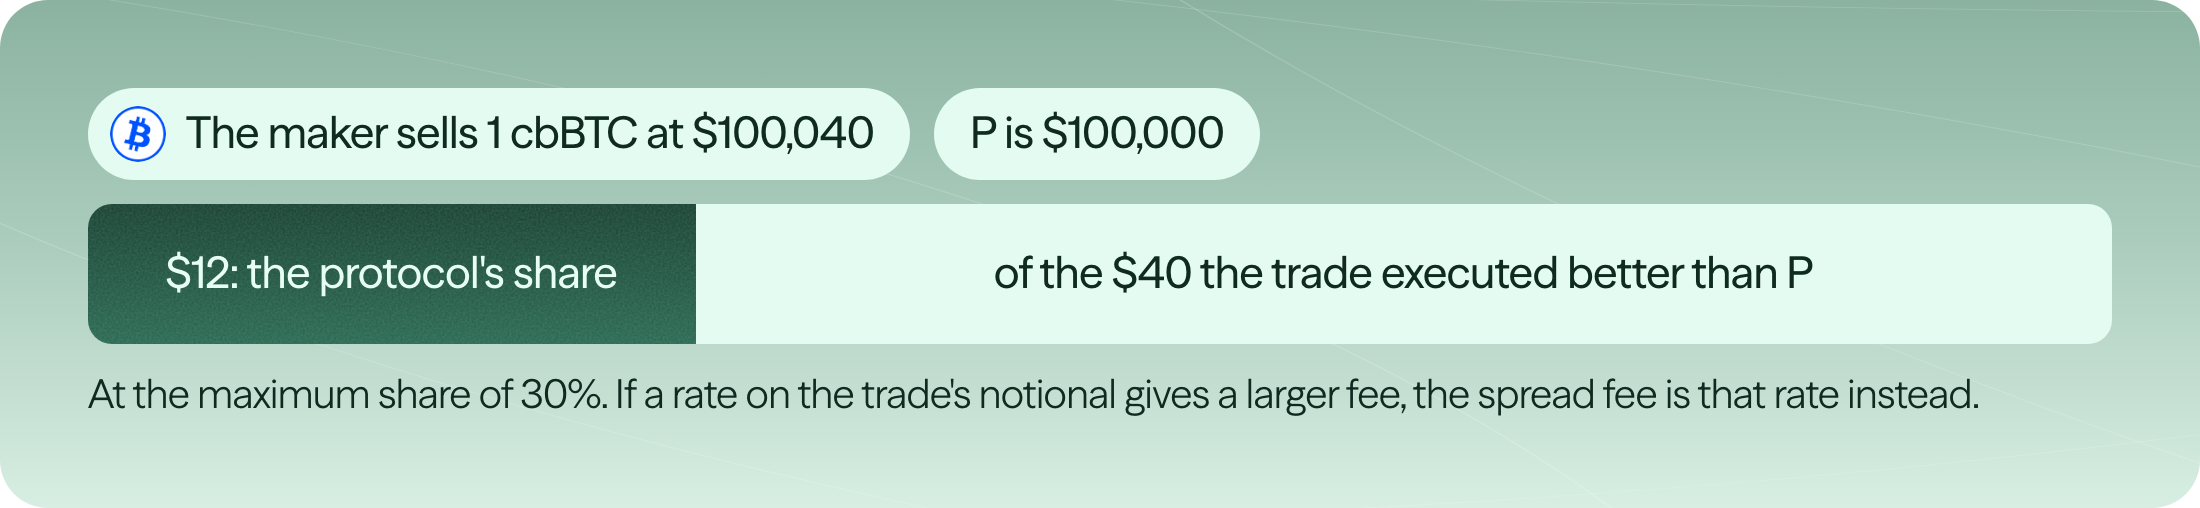 The maker sells 1 cbBTC at $100,040
P is $100,000
$12: the protocol's share
of the $40 the trade executed better than P
At the maximum share of 30%. If a rate on the trade's notional gives a larger fee, the spread fee is that rate instead.